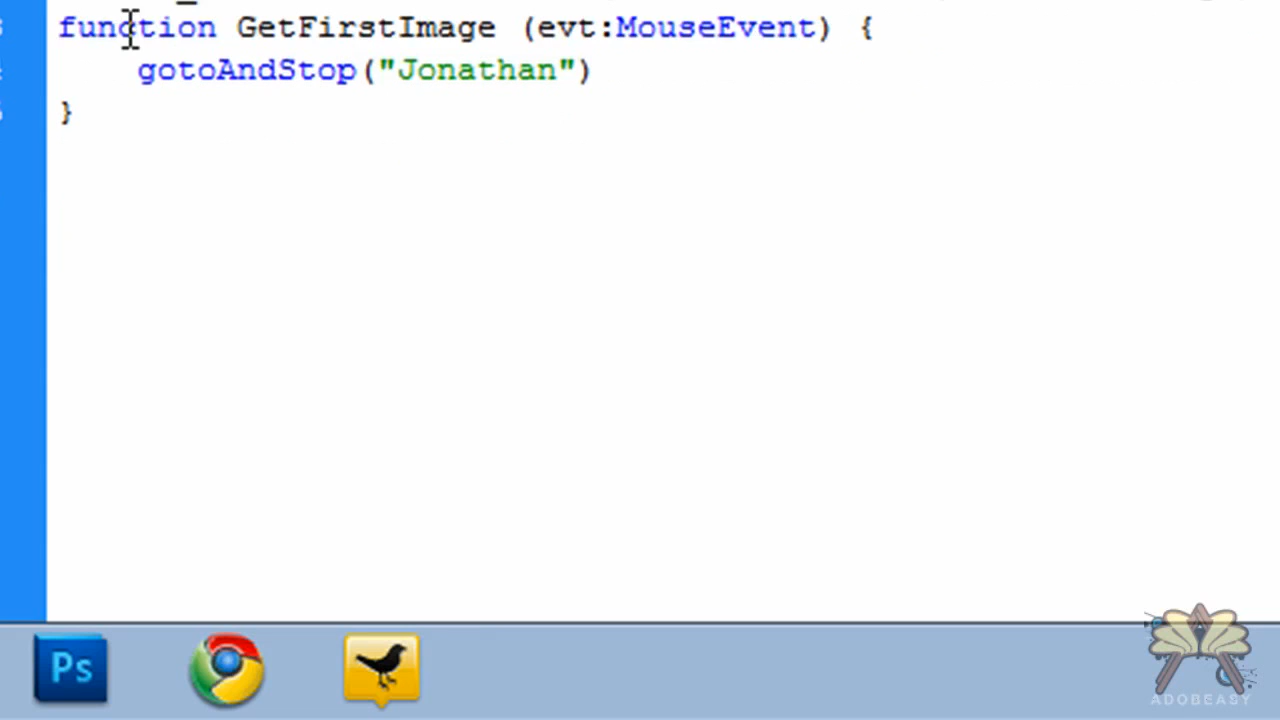 function GetFirstImage (evt:MouseEvent) {
gotoAndStop("Jonathan")
}
Ps
ADOBEASY